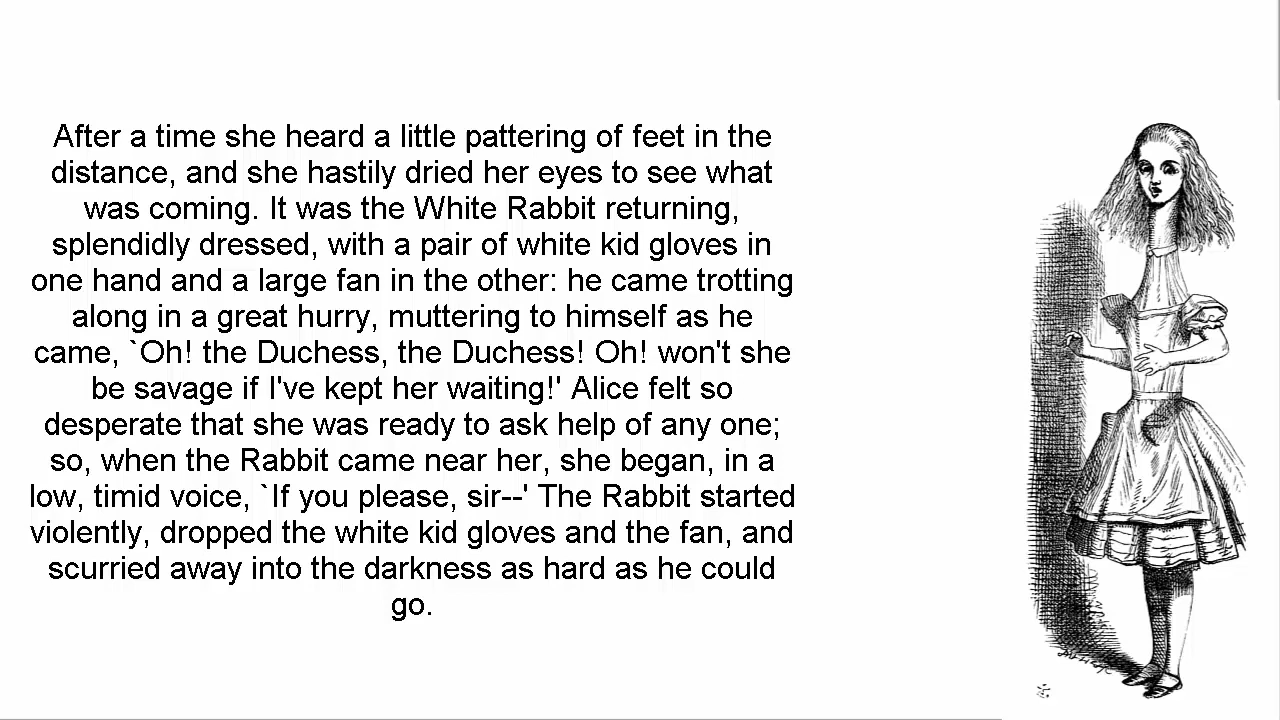 After a time she heard a little pattering of feet in the
distance, and she hastily dried her eyes to see what
was coming. It was the White Rabbit returning,
splendidly dressed, with a pair of white kid gloves in
one hand and a large fan in the other: he came trotting
along in a great hurry, muttering to himself as he
came, `Oh! the Duchess, the Duchess! Oh! won't she
be savage if I've kept her waiting!' Alice felt so
desperate that she was ready to ask help of any one;
so, when the Rabbit came near her, she began, in a
low, timid voice, `If you please, sir--' The Rabbit started
violently, dropped the white kid gloves and the fan, and
scurried away into the darkness as hard as he could
go.